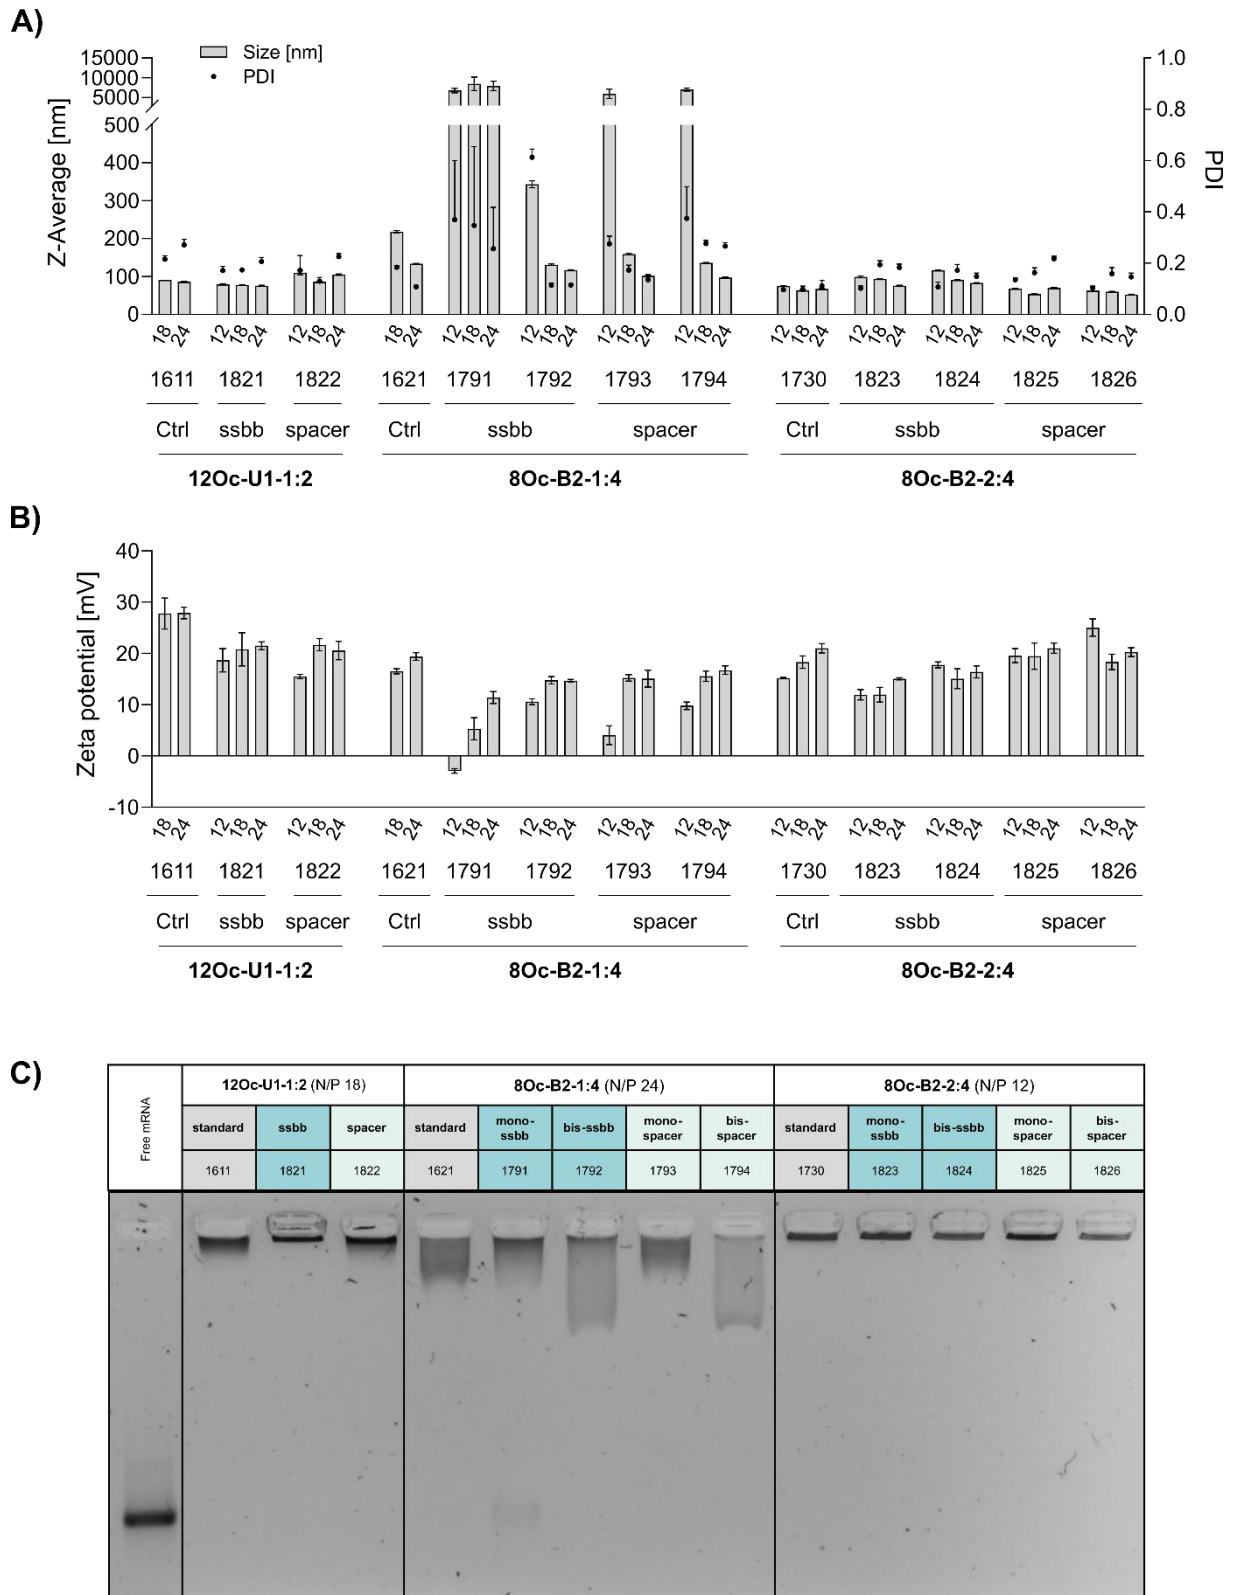 A)
Size [nm]
PDI
15000
10000
5000
500
400
300
200
100
0
Z-Average [nm]
1.0
0.8
0.6
0.4
0.2
0.0
PDI
18 24 12 18 24 12 18 24 18 24 12 18 24 12 18 24 12 18 24 12 18 24 12 18 24 12 18 24 12 18 24 12 18 24 12 18 24
1611 1821 1822 1621 1791 1792 1793 1794 1730 1823 1824 1825 1826
Ctrl ssbb spacer Ctrl ssbb spacer Ctrl ssbb spacer
12Oc-U1-1:2 8Oc-B2-1:4 8Oc-B2-2:4
B)
40
30
20
10
0
-10
Zeta potential [mV]
18 24 12 18 24 12 18 24 18 24 12 18 24 12 18 24 12 18 24 12 18 24 12 18 24 12 18 24 12 18 24 12 18 24 12 18 24
1611 1821 1822 1621 1791 1792 1793 1794 1730 1823 1824 1825 1826
Ctrl ssbb spacer Ctrl ssbb spacer Ctrl ssbb spacer
12Oc-U1-1:2 8Oc-B2-1:4 8Oc-B2-2:4
C)
Free mRNA
12Oc-U1-1:2 (N/P 18) 8Oc-B2-1:4 (N/P 24) 8Oc-B2-2:4 (N/P 12)
standard ssbb spacer standard mono-ssbb bis-ssbb mono-spacer bis-spacer standard mono-ssbb bis-ssbb mono-spacer bis-spacer
1611 1821 1822 1621 1791 1792 1793 1794 1730 1823 1824 1825 1826